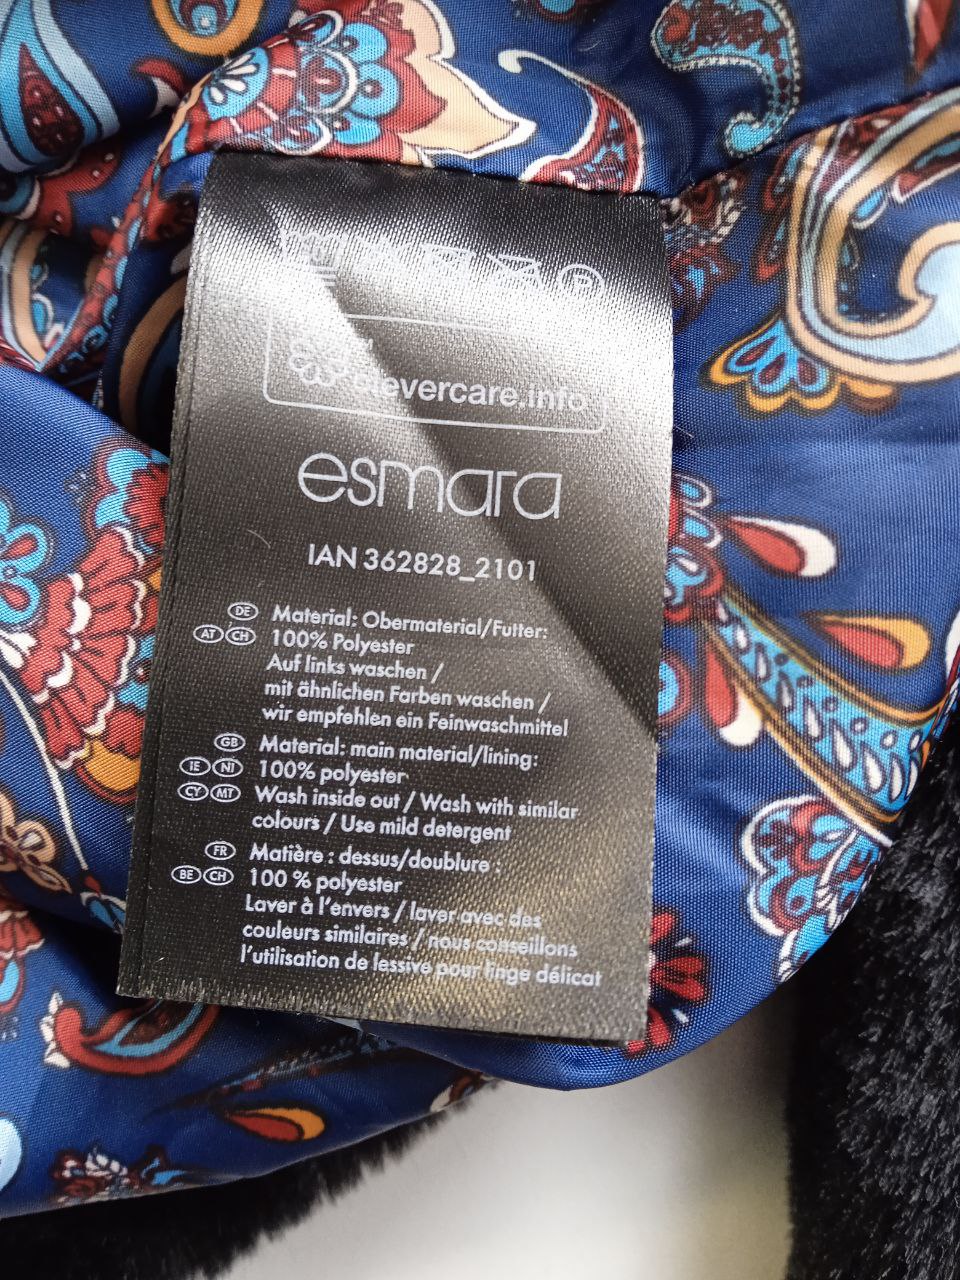 clevercare.info
esmara
IAN 362828_2101
DE Material: Obermaterial/Futter:
AT CH 100% Polyester
Auf links waschen /
mit ähnlichen Farben waschen /
wir empfehlen ein Feinwaschmittel
GB Material: main material/lining:
IE NI 100% polyester
CY MT Wash inside out / Wash with similar
colours / Use mild detergent
FR Matière : dessus/doublure :
BE CH 100 % polyester
Laver à l'envers / laver avec des
couleurs similaires / nous conseillons
l'utilisation de lessive pour linge délicat